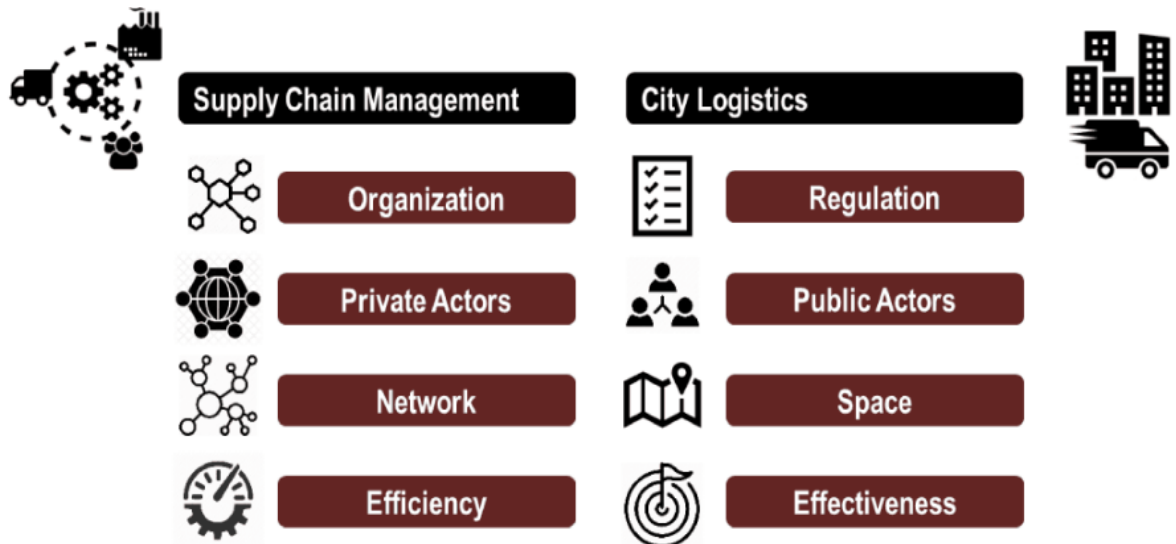 Supply Chain Management
City Logistics
Organization
Regulation
Private Actors
Public Actors
Network
Space
Efficiency
Effectiveness